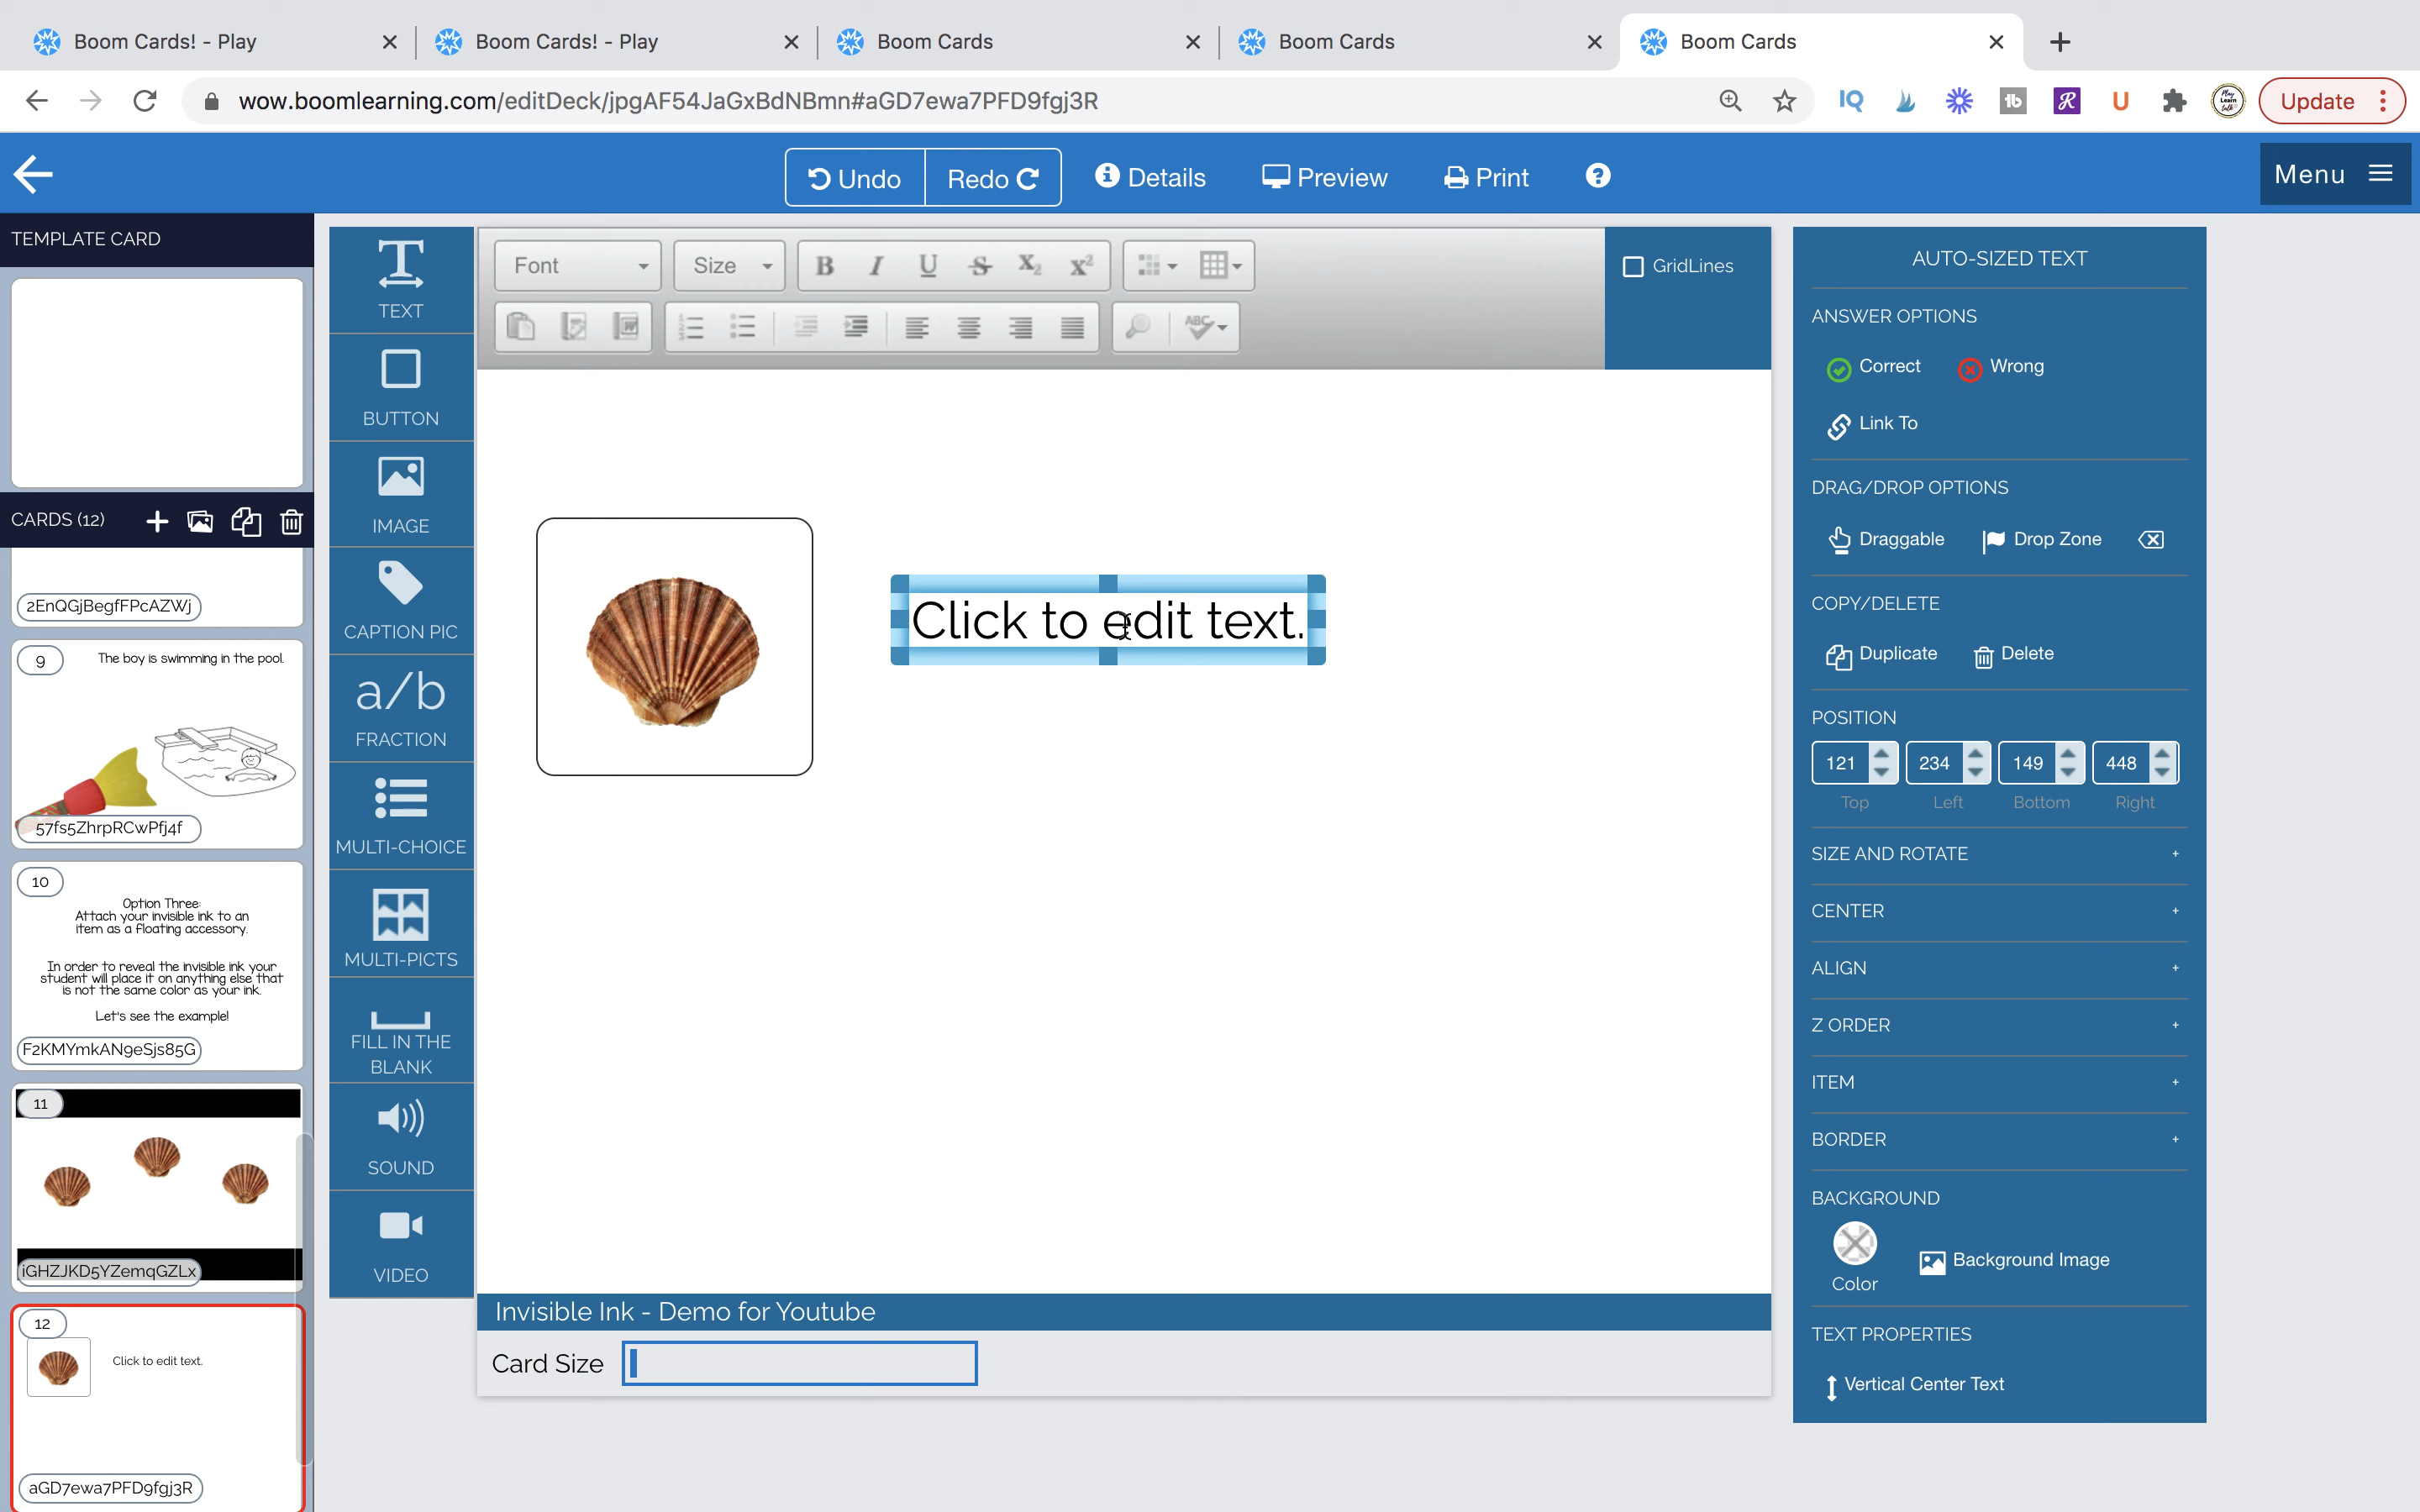 Boom Cards! - Play
Boom Cards! - Play
Boom Cards
Boom Cards
Boom Cards
wow.boomlearning.com/editDeck/jpgAF54JaGxBdNBmn#aGD7ewa7PFD9fgj3R
IQ
tb
R
U
Play Learn Talk
Update
Undo
Redo
Details
Preview
Print
?
Menu
TEMPLATE CARD
CARDS (12)
2EnQGjBegfFPcAZWj
9
The boy is swimming in the pool.
57fs5ZhrpRCwPfj4f
10
Option Three:
Attach your invisible ink to an
item as a floating accessory.
In order to reveal the invisible ink your
student will place it on anything else that
is not the same color as your ink.
Let's see the example!
F2KMYmkAN9eSjs85G
11
iGHZJKD5YZemqGZLx
12
Click to edit text.
aGD7ewa7PFD9fgj3R
TEXT
BUTTON
IMAGE
CAPTION PIC
a/b
FRACTION
MULTI-CHOICE
MULTI-PICTS
FILL IN THE
BLANK
SOUND
VIDEO
Font
Size
B I U S X₂ X²
ABC
GridLines
Click to edit text.
Invisible Ink - Demo for Youtube
Card Size
AUTO-SIZED TEXT
ANSWER OPTIONS
Correct
Wrong
Link To
DRAG/DROP OPTIONS
Draggable
Drop Zone
COPY/DELETE
Duplicate
Delete
POSITION
121 234 149 448
Top Left Bottom Right
SIZE AND ROTATE +
CENTER +
ALIGN +
Z ORDER +
ITEM +
BORDER +
BACKGROUND
Color
Background Image
TEXT PROPERTIES
Vertical Center Text